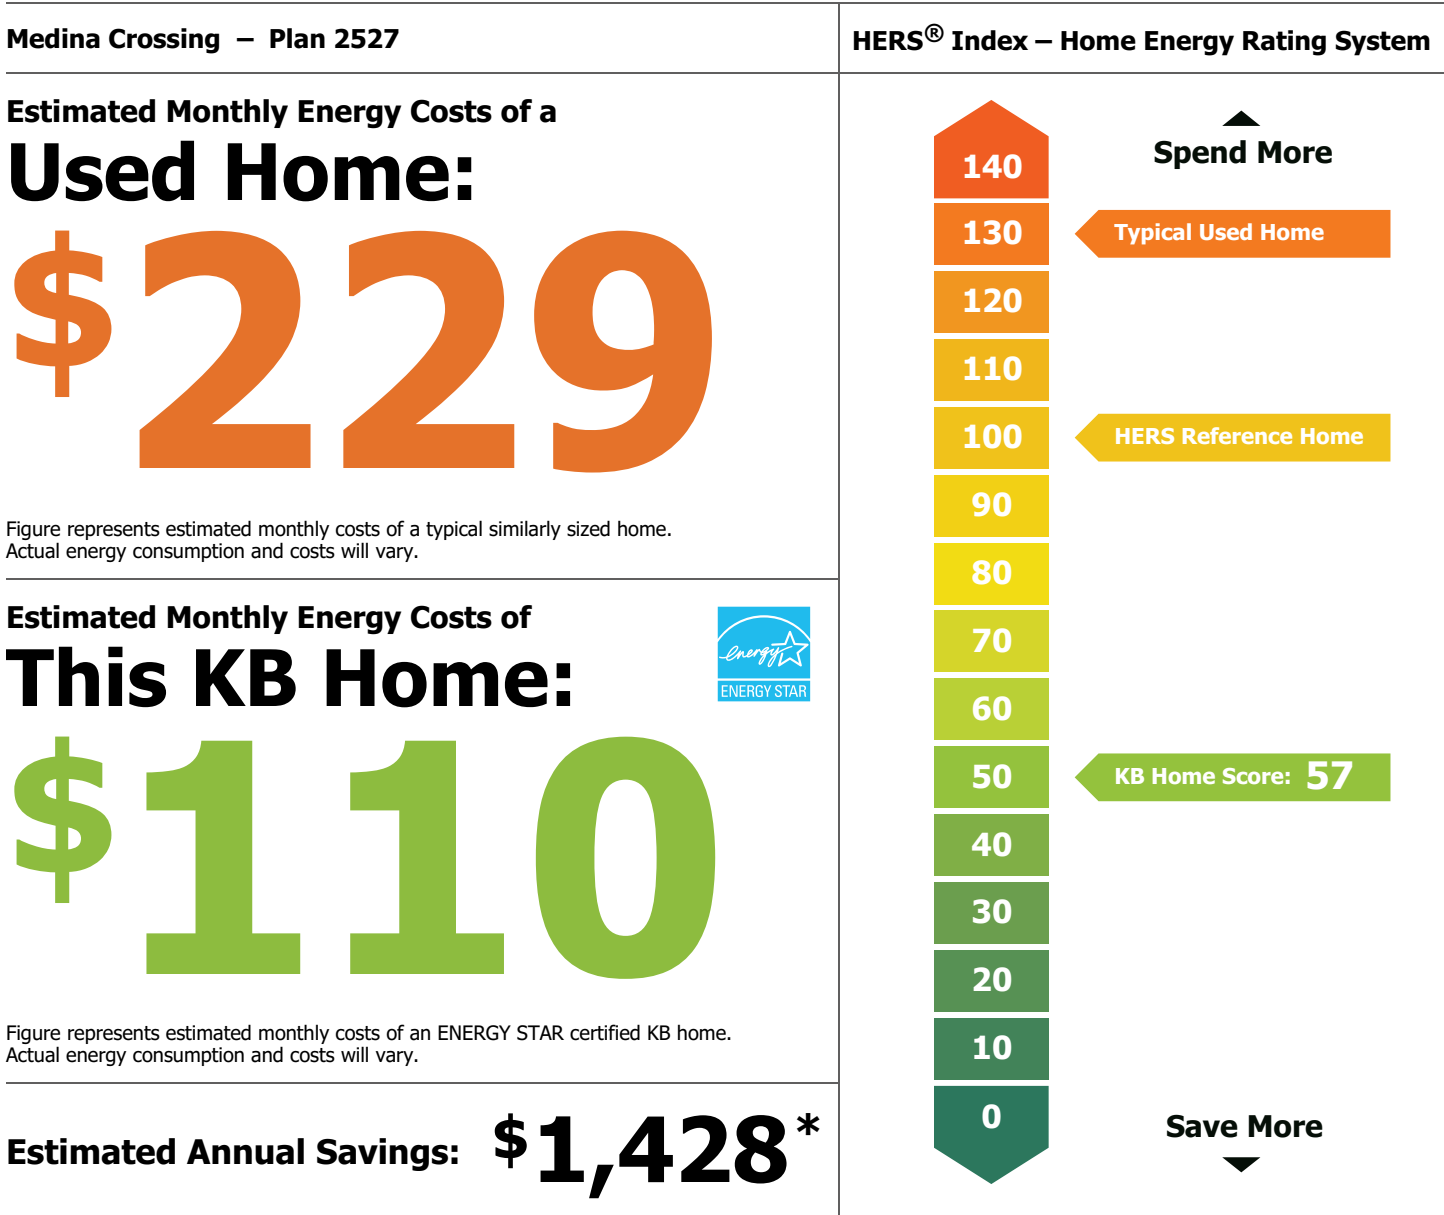 Medina Crossing – Plan 2527
HERS® Index – Home Energy Rating System
Estimated Monthly Energy Costs of a
Used Home:
$229
Figure represents estimated monthly costs of a typical similarly sized home.
Actual energy consumption and costs will vary.
Estimated Monthly Energy Costs of
This KB Home:
energy
ENERGY STAR
$110
Figure represents estimated monthly costs of an ENERGY STAR certified KB home.
Actual energy consumption and costs will vary.
Estimated Annual Savings: $1,428*
Spend More
140
130
Typical Used Home
120
110
100
HERS Reference Home
90
80
70
60
50
KB Home Score: 57
40
30
20
10
0
Save More